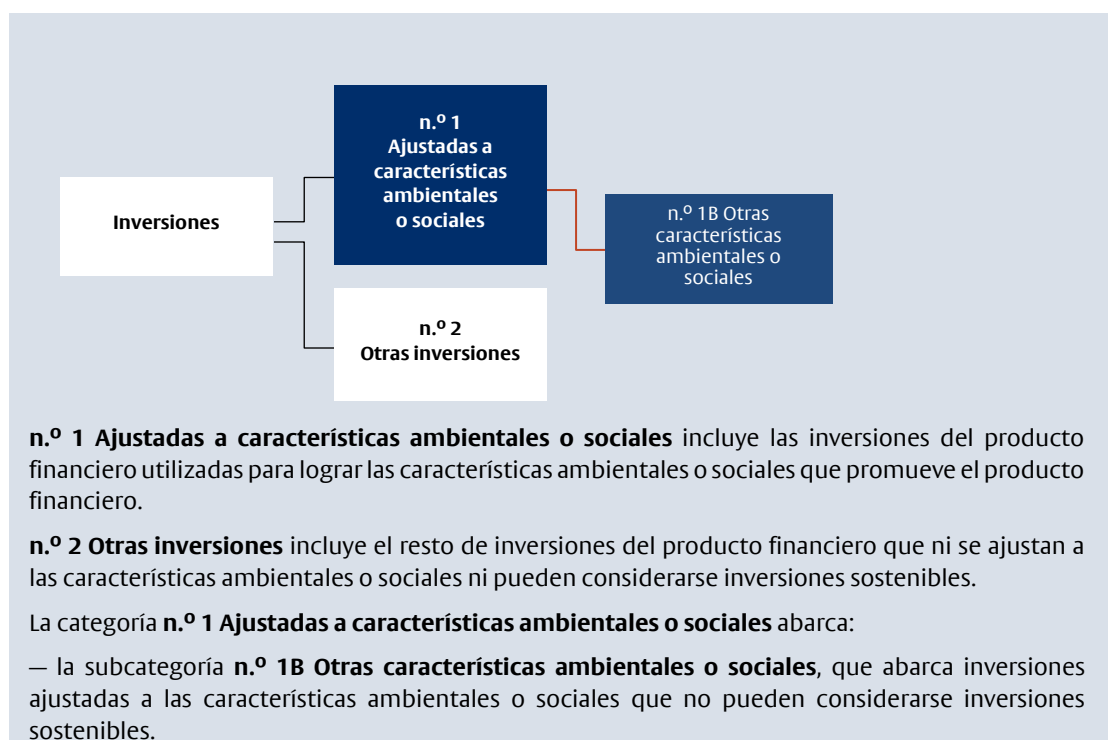 n.º 1
Ajustadas a
características
ambientales
o sociales
Inversiones
n.º 1B Otras
características
ambientales o
sociales
n.º 2
Otras inversiones
n.º 1 Ajustadas a características ambientales o sociales incluye las inversiones del producto
financiero utilizadas para lograr las características ambientales o sociales que promueve el producto
financiero.
n.º 2 Otras inversiones incluye el resto de inversiones del producto financiero que ni se ajustan a
las características ambientales o sociales ni pueden considerarse inversiones sostenibles.
La categoría n.º 1 Ajustadas a características ambientales o sociales abarca:
— la subcategoría n.º 1B Otras características ambientales o sociales, que abarca inversiones
ajustadas a las características ambientales o sociales que no pueden considerarse inversiones
sostenibles.